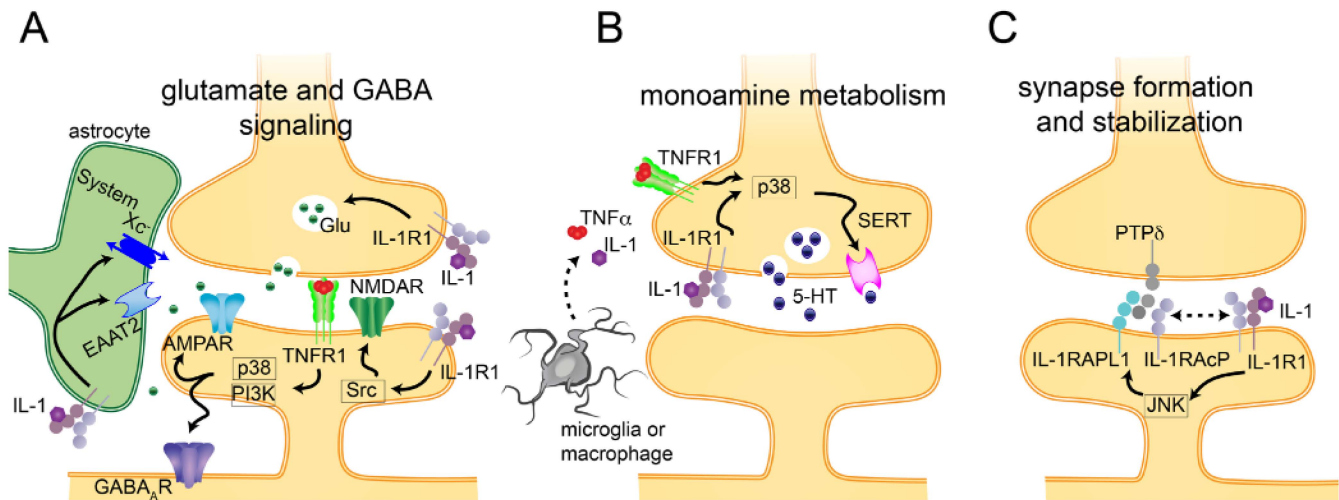 A
glutamate and GABA
signaling
astrocyte
System
Xc-
EAAT2
IL-1
Glu
IL-1R1
IL-1
NMDAR
AMPAR
TNFR1
p38
PI3K
Src
IL-1R1
GABAAR
B
monoamine metabolism
TNFR1
p38
SERT
TNFα
IL-1
IL-1R1
IL-1
5-HT
microglia or
macrophage
C
synapse formation
and stabilization
PTPδ
IL-1
IL-1RAPL1
IL-1RAcP
IL-1R1
JNK